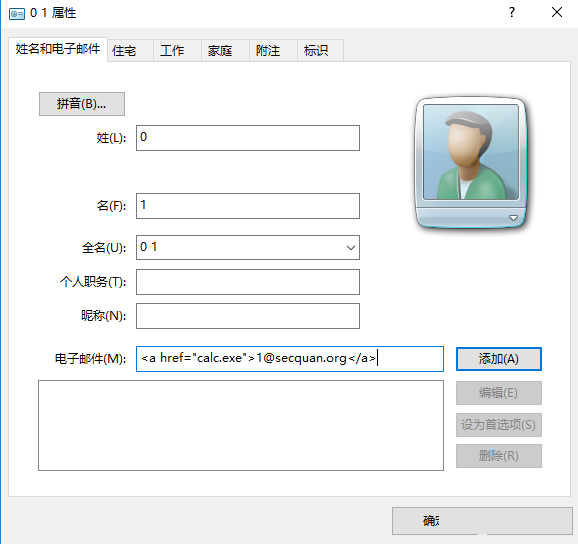 0 1 属性
?
姓名和电子邮件 住宅 工作 家庭 附注 标识
拼音(B)...
姓(L): 0
名(F): 1
全名(U): 0 1
个人职务(T):
昵称(N):
电子邮件(M): <a href="calc.exe">1@secquan.org</a> 添加(A)
编辑(E)
设为首选项(S)
删除(R)
确定